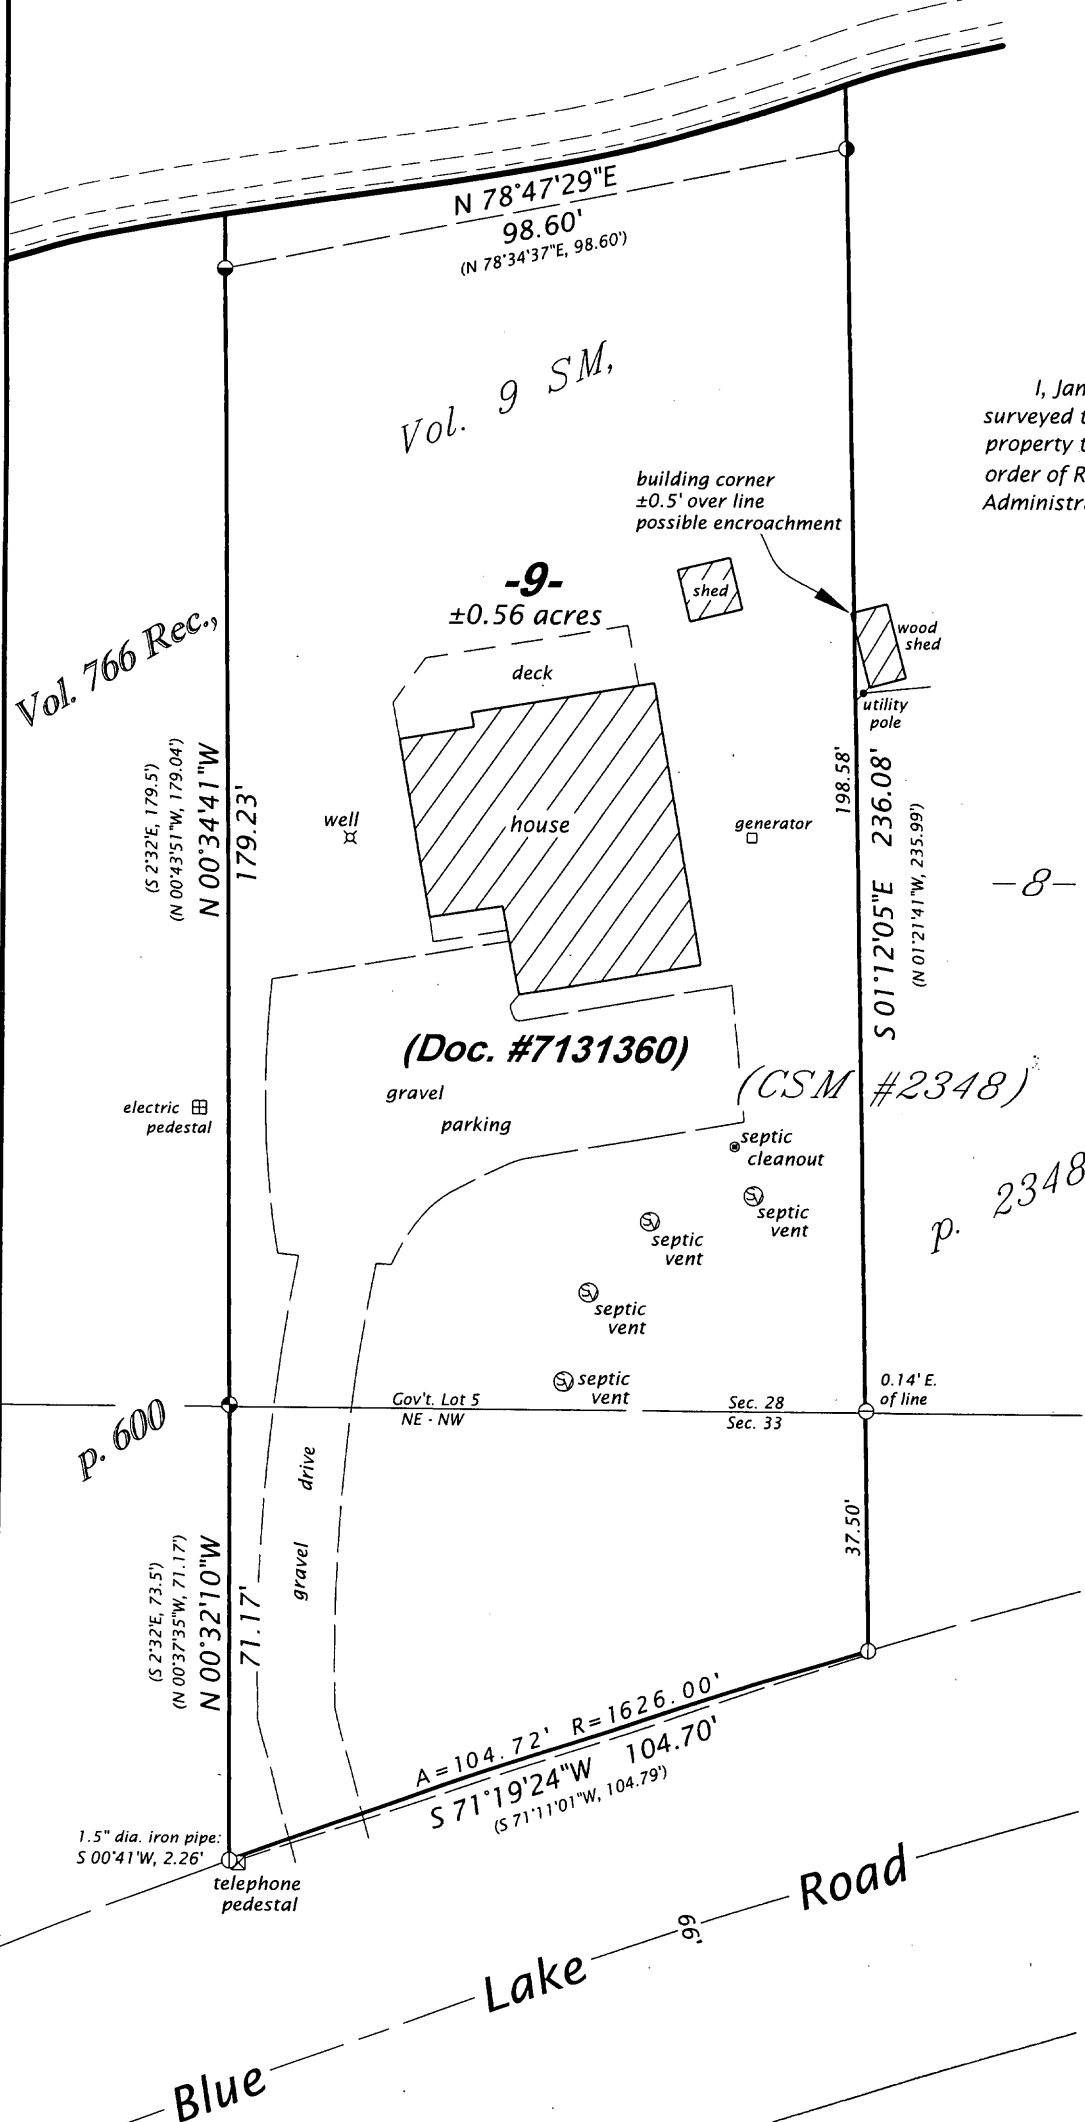 N 78°47'29"E
98.60'
(N 78°34'37"E, 98.60')
Vol. 9 SM,
I, Jan
surveyed t
property t
order of R
Administr
building corner
±0.5' over line
possible encroachment
-9-
±0.56 acres
shed
wood
shed
Vol. 766 Rec.,
deck
utility
pole
(S 2°32'E, 179.5')
(N 00°43'51"W, 179.04')
N 00°34'41"W
179.23'
well
house
generator
198.58'
S 01°12'05"E 236.08'
(N 01°21'41"W, 235.99')
-8-
(Doc. #7131360)
(CSM #2348)
gravel
parking
electric
pedestal
septic
cleanout
p. 2348
septic
vent
septic
vent
septic
vent
septic
vent
SV
SV
SV
SV
0.14' E.
of line
Gov't. Lot 5
NE - NW
Sec. 28
Sec. 33
p. 600
gravel drive
37.50'
(S 2°32'E, 73.5')
(N 00°37'35"W, 71.17')
N 00°32'10"W
71.17'
A=104.72' R=1626.00'
S 71°19'24"W 104.70'
(S 71°11'01"W, 104.79')
1.5" dia. iron pipe:
S 00°41'W, 2.26'
telephone
pedestal
66'
Blue Lake Road